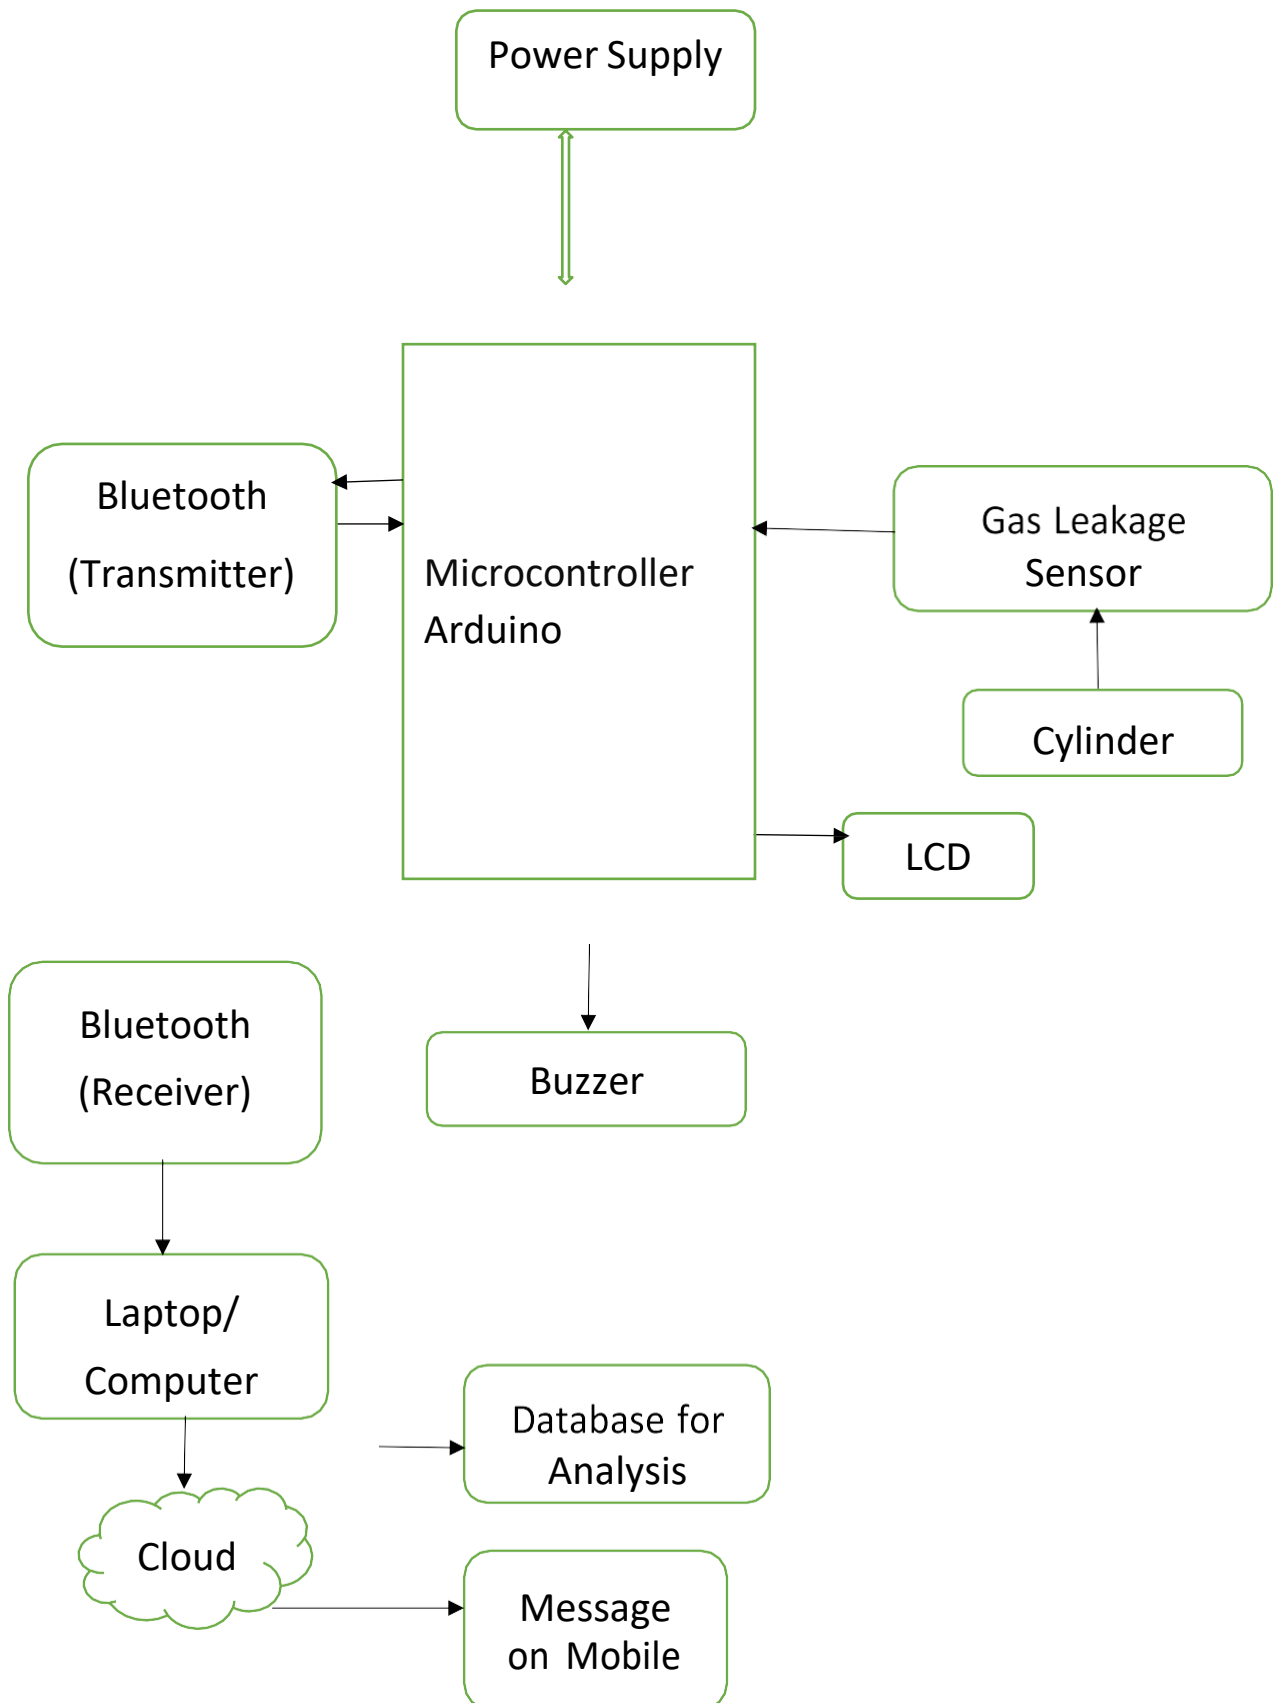 Power Supply
Bluetooth
(Transmitter)
Microcontroller
Arduino
Gas Leakage
Sensor
Cylinder
LCD
Bluetooth
(Receiver)
Buzzer
Laptop/
Computer
Database for
Analysis
Cloud
Message
on Mobile